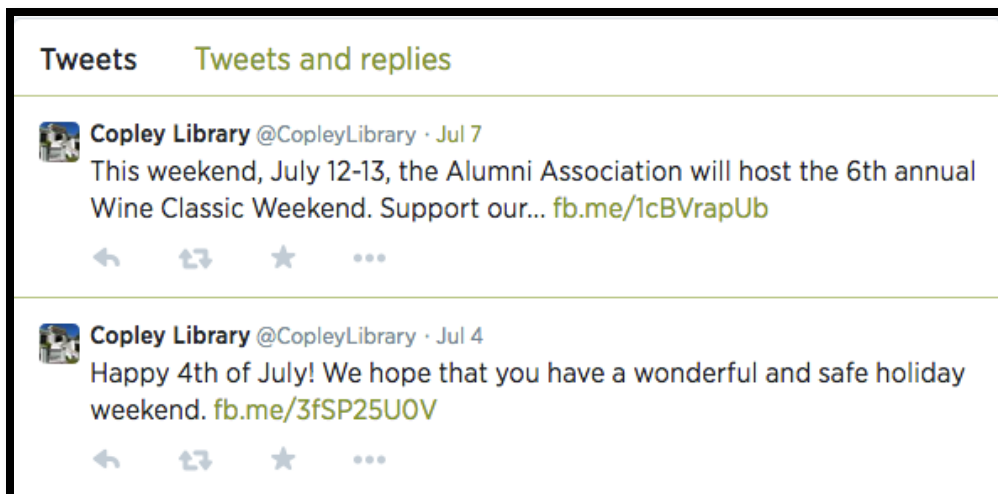 Tweets Tweets and replies
Copley Library @CopleyLibrary · Jul 7
This weekend, July 12-13, the Alumni Association will host the 6th annual
Wine Classic Weekend. Support our... fb.me/1cBVrapUb
Copley Library @CopleyLibrary · Jul 4
Happy 4th of July! We hope that you have a wonderful and safe holiday
weekend. fb.me/3fSP25U0V